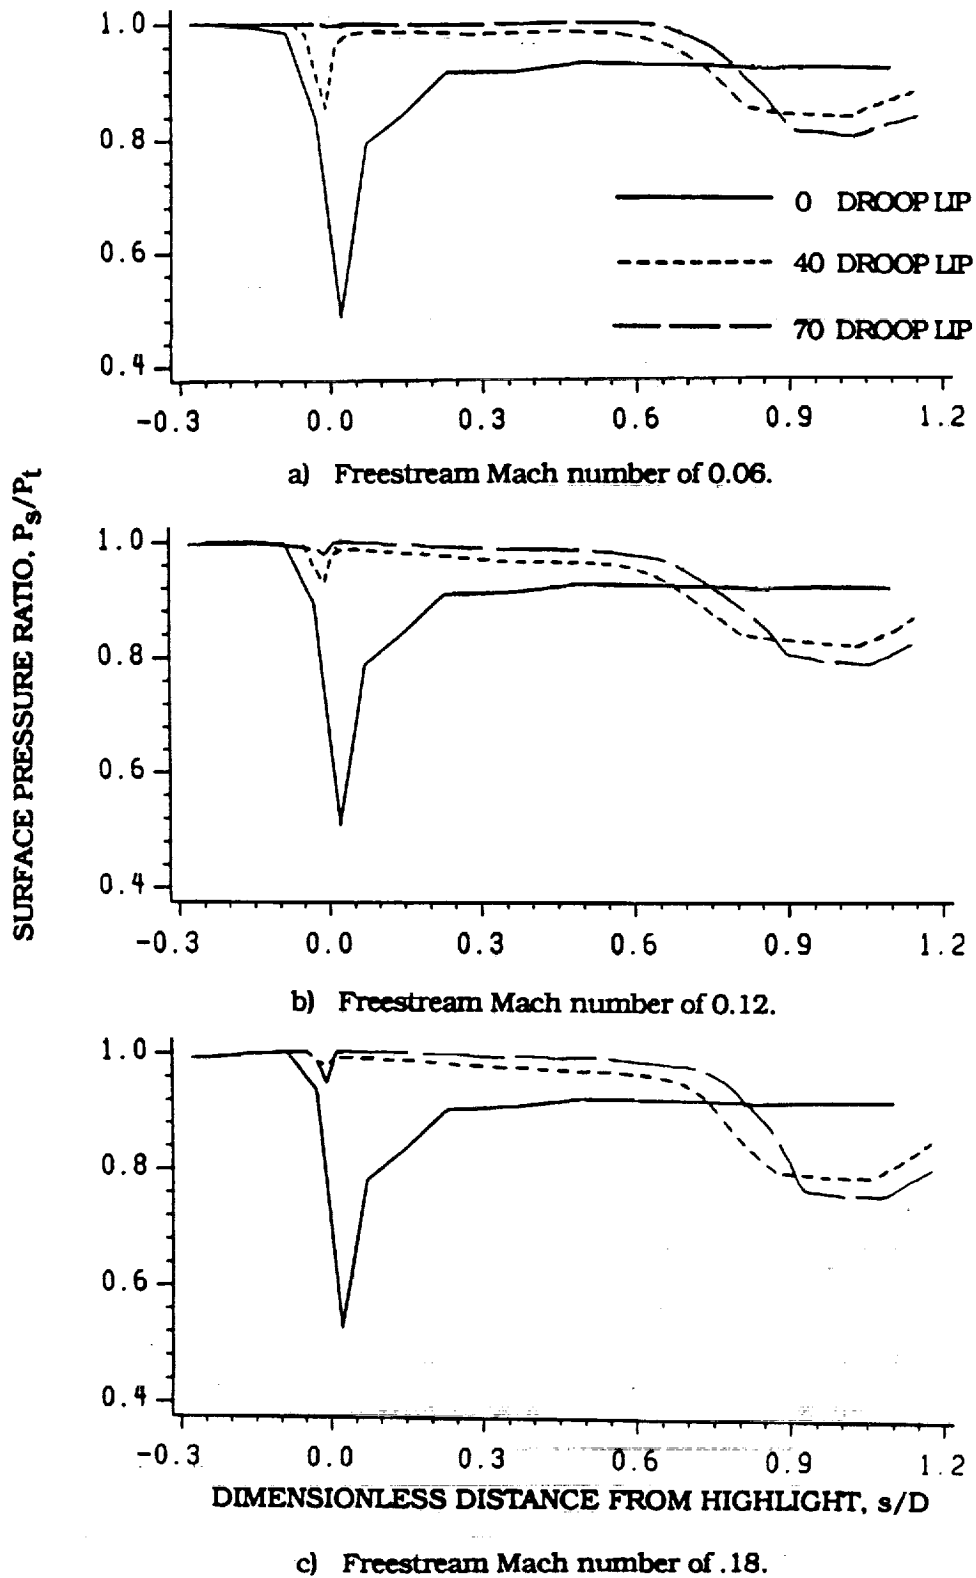 1.0
0.8
0.6
0.4
0 DROOP LIP
40 DROOP LIP
70 DROOP LIP
-0.3 0.0 0.3 0.6 0.9 1.2
a) Freestream Mach number of 0.06.
SURFACE PRESSURE RATIO, Ps/Pt
1.0
0.8
0.6
0.4
-0.3 0.0 0.3 0.6 0.9 1.2
b) Freestream Mach number of 0.12.
1.0
0.8
0.6
0.4
-0.3 0.0 0.3 0.6 0.9 1.2
DIMENSIONLESS DISTANCE FROM HIGHLIGHT, s/D
c) Freestream Mach number of .18.